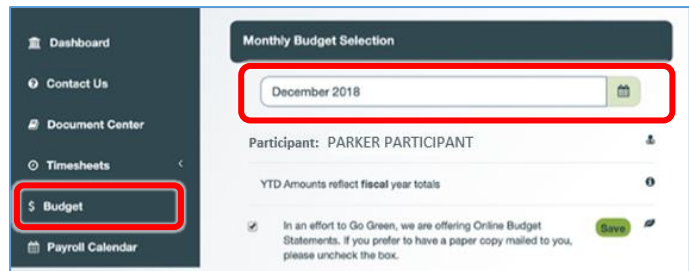 Dashboard
Contact Us
Document Center
Timesheets
$ Budget
Payroll Calendar
Monthly Budget Selection
December 2018
Participant: PARKER PARTICIPANT
YTD Amounts reflect fiscal year totals
In an effort to Go Green, we are offering Online Budget
Statements. If you prefer to have a paper copy mailed to you,
please uncheck the box.
Save